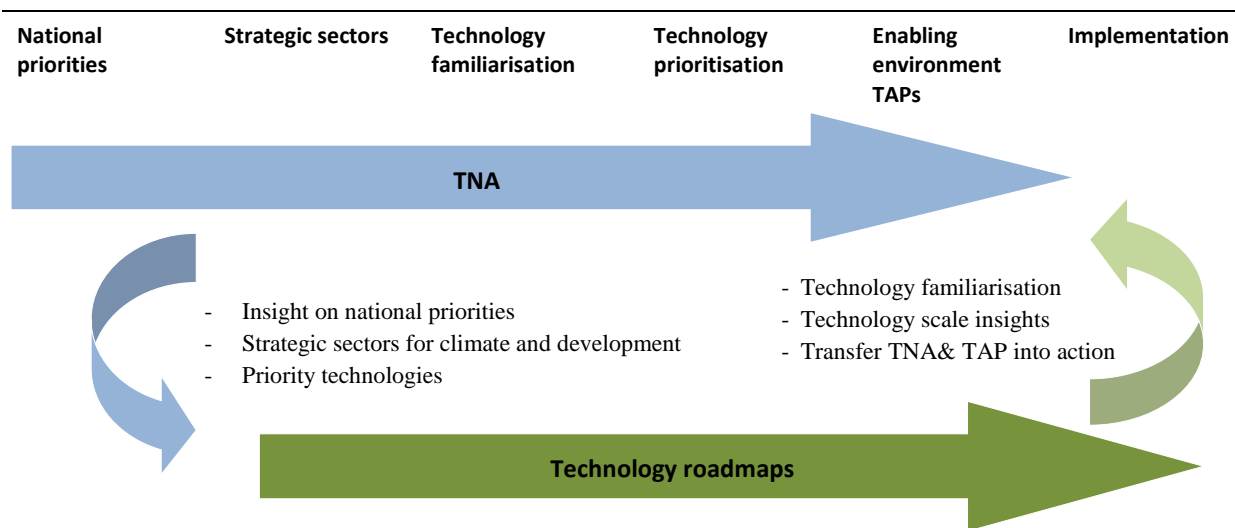 National
priorities
Strategic sectors
Technology
familiarisation
Technology
prioritisation
Enabling
environment
TAPs
Implementation
TNA
- Insight on national priorities
- Strategic sectors for climate and development
- Priority technologies
- Technology familiarisation
- Technology scale insights
- Transfer TNA& TAP into action
Technology roadmaps